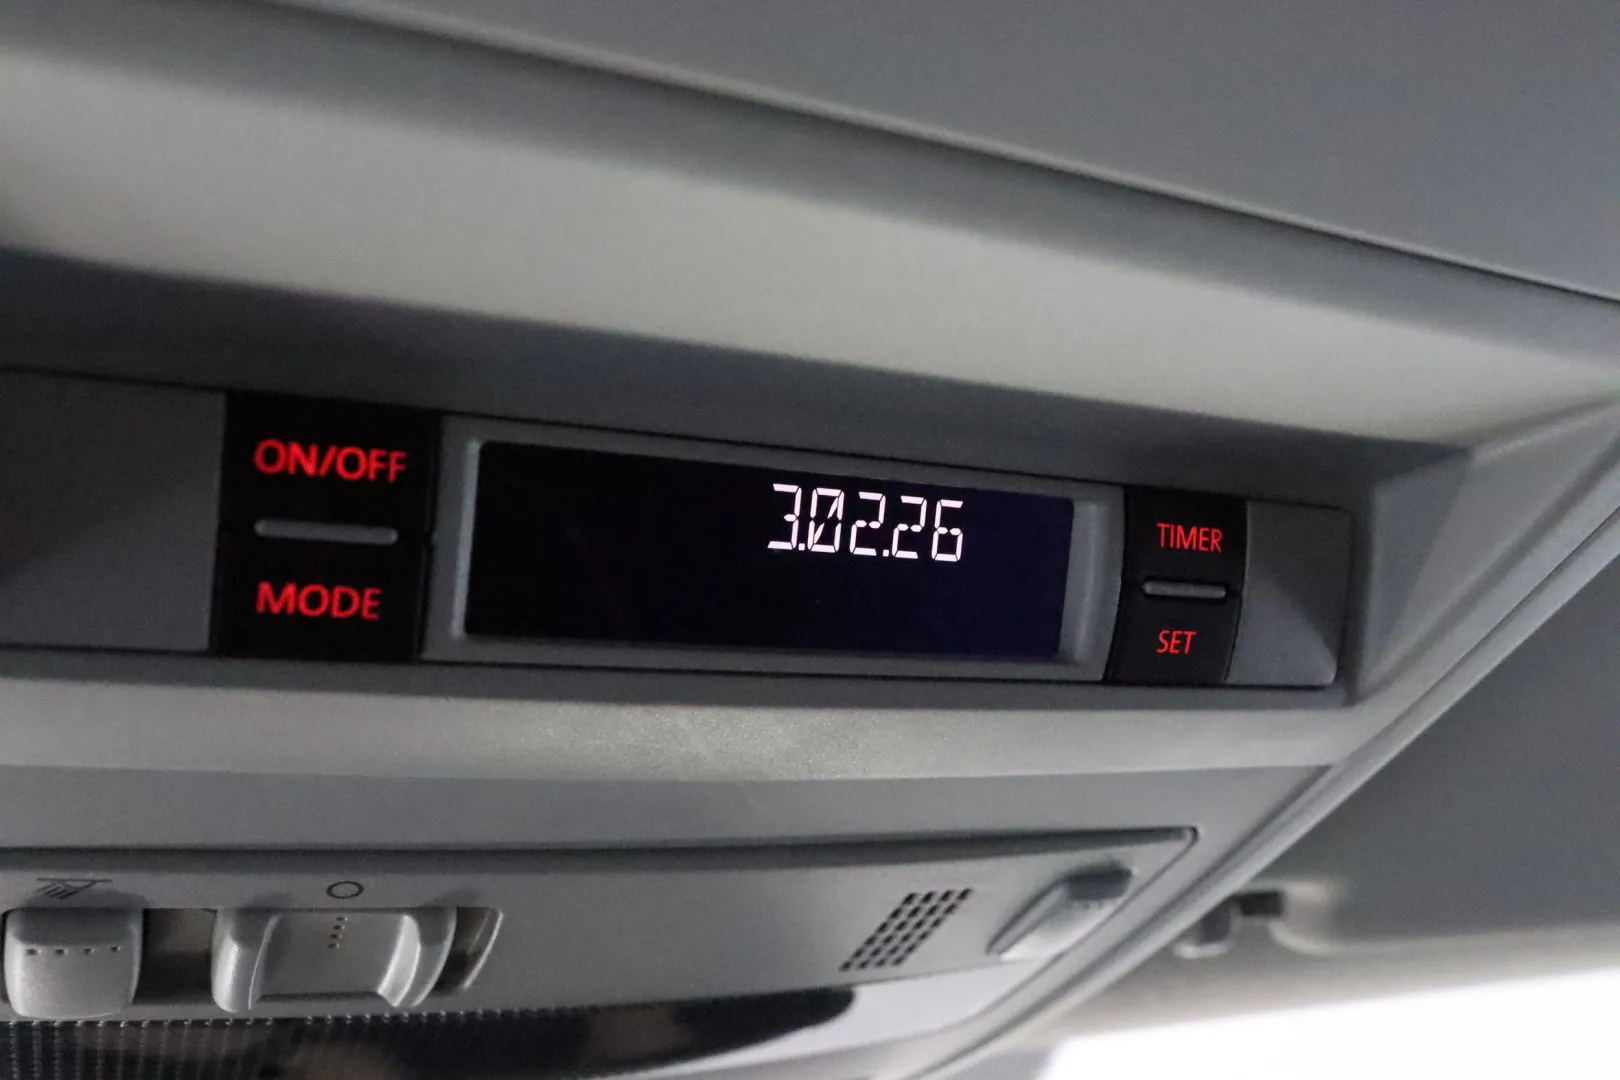 ON/OFF
MODE
3.02.26
TIMER
SET